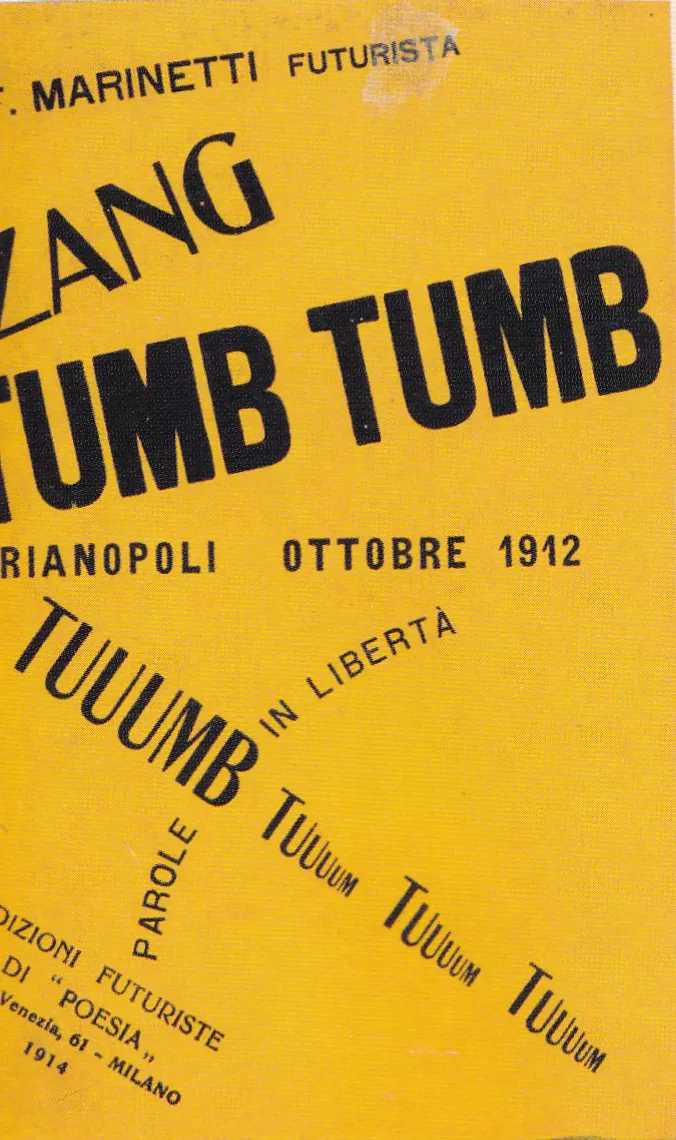 F. MARINETTI FUTURISTA
ZANG
TUMB TUMB
RIANOPOLI OTTOBRE 1912
TUUUMB
IN LIBERTÀ
TUUUUM TUUUUM TUUUUM
PAROLE
DIZIONI FUTURISTE
DI "POESIA"
Venezia, 61 - MILANO
1914